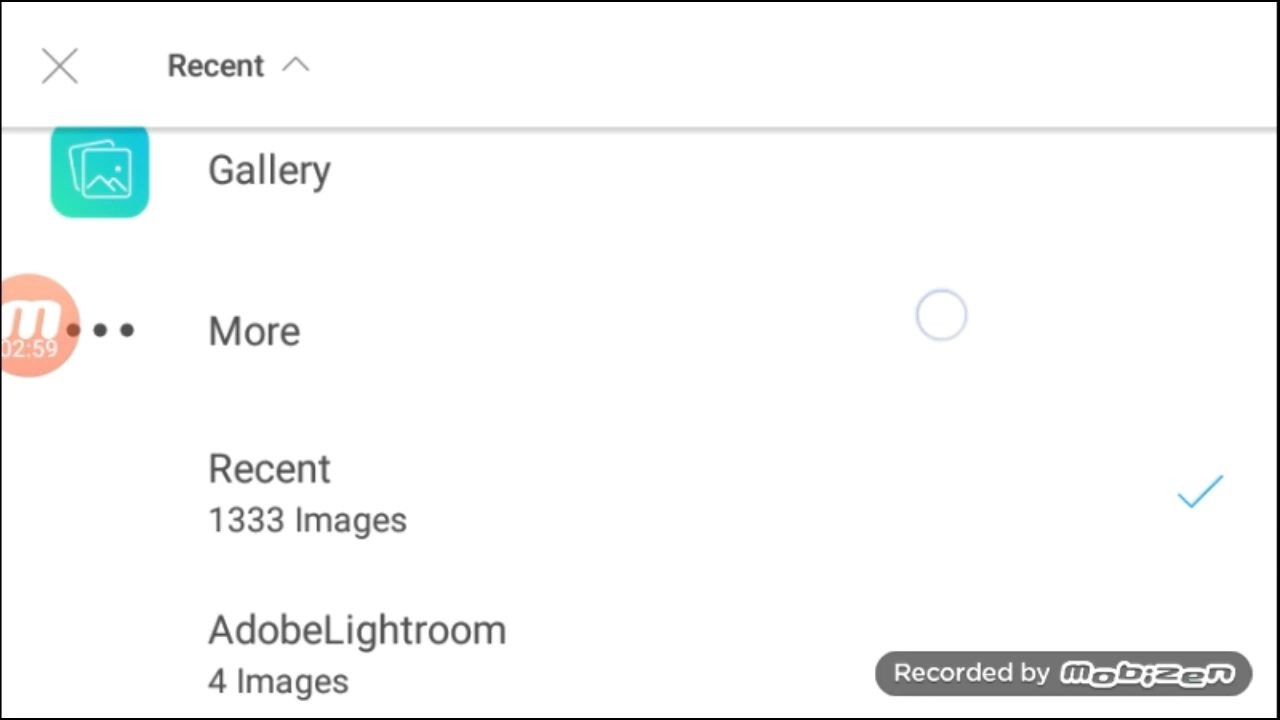 Recent
Gallery
m
02:59
More
Recent
1333 Images
AdobeLightroom
4 Images
Recorded by mobizen